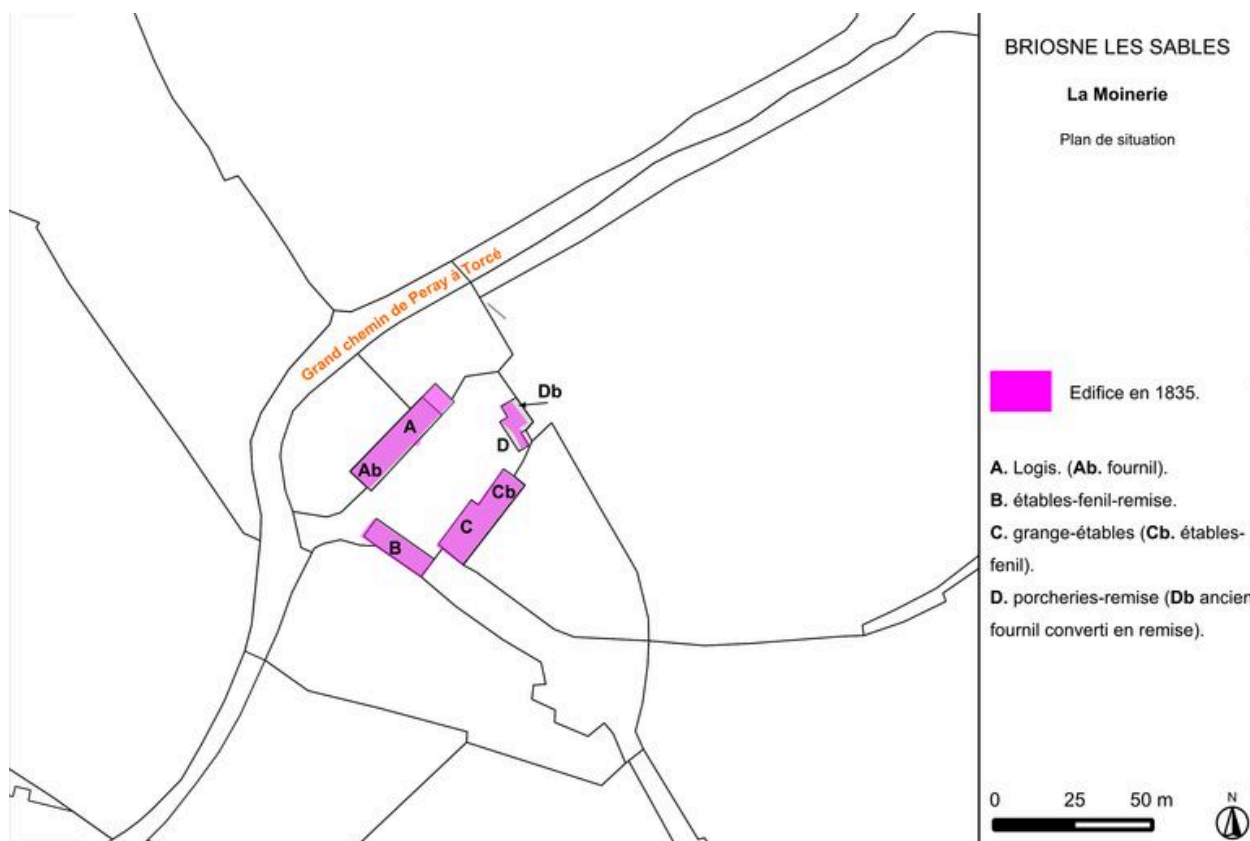 BRIOSNE LES SABLES
La Moinerie
Plan de situation
Grand chemin de Peray à Torcé
Db
A
D
Ab
Cb
C
B
Edifice en 1835.
A. Logis. (Ab. fournil).
B. étables-fenil-remise.
C. grange-étables (Cb. étables-
fenil).
D. porcheries-remise (Db ancien
fournil converti en remise).
0 25 50 m
N